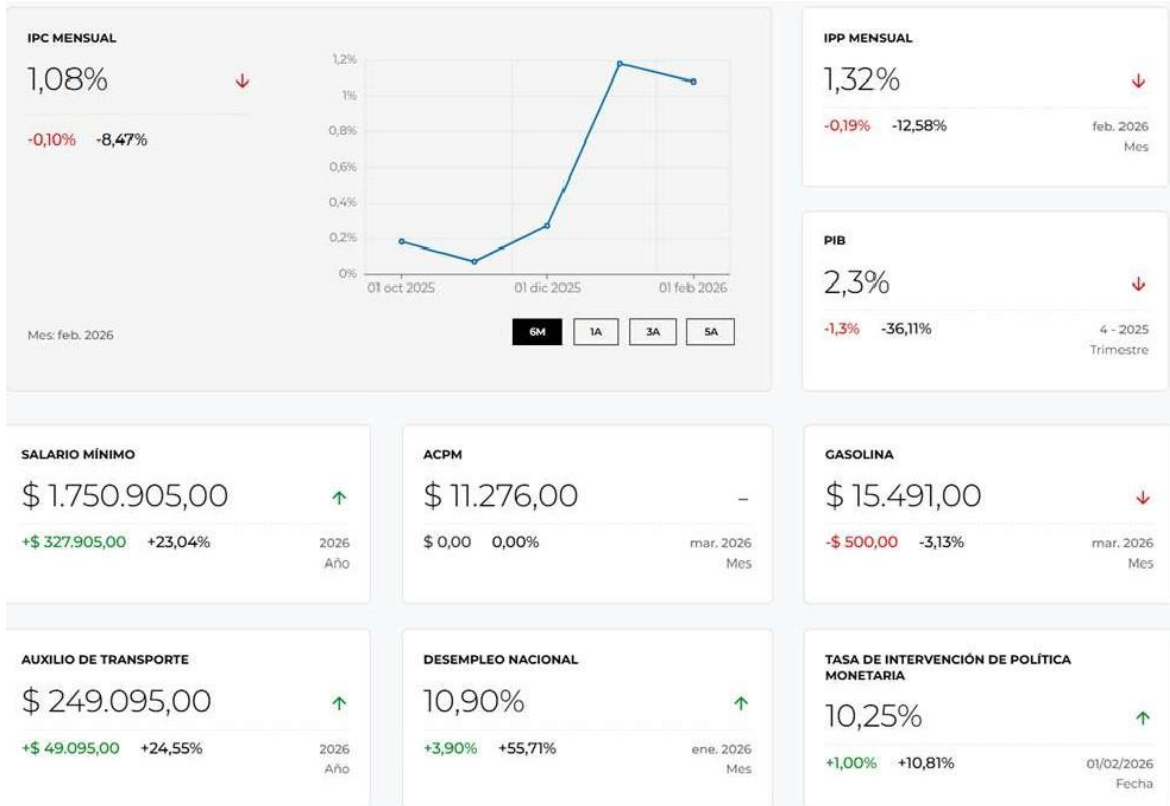 IPC MENSUAL
1,08%
-0,10% -8,47%
1,2%
1%
0,8%
0,6%
0,4%
0,2%
0%
01 oct 2025 01 dic 2025 01 feb 2026
Mes: feb. 2026
6M 1A 3A 5A
IPP MENSUAL
1,32%
-0,19% -12,58% feb. 2026
Mes
PIB
2,3%
-1,3% -36,11% 4 - 2025
Trimestre
SALARIO MÍNIMO
$ 1.750.905,00
+$ 327.905,00 +23,04% 2026
Año
ACPM
$ 11.276,00 –
$ 0,00 0,00% mar. 2026
Mes
GASOLINA
$ 15.491,00
-$ 500,00 -3,13% mar. 2026
Mes
AUXILIO DE TRANSPORTE
$ 249.095,00
+$ 49.095,00 +24,55% 2026
Año
DESEMPLEO NACIONAL
10,90%
+3,90% +55,71% ene. 2026
Mes
TASA DE INTERVENCIÓN DE POLÍTICA
MONETARIA
10,25%
+1,00% +10,81% 01/02/2026
Fecha